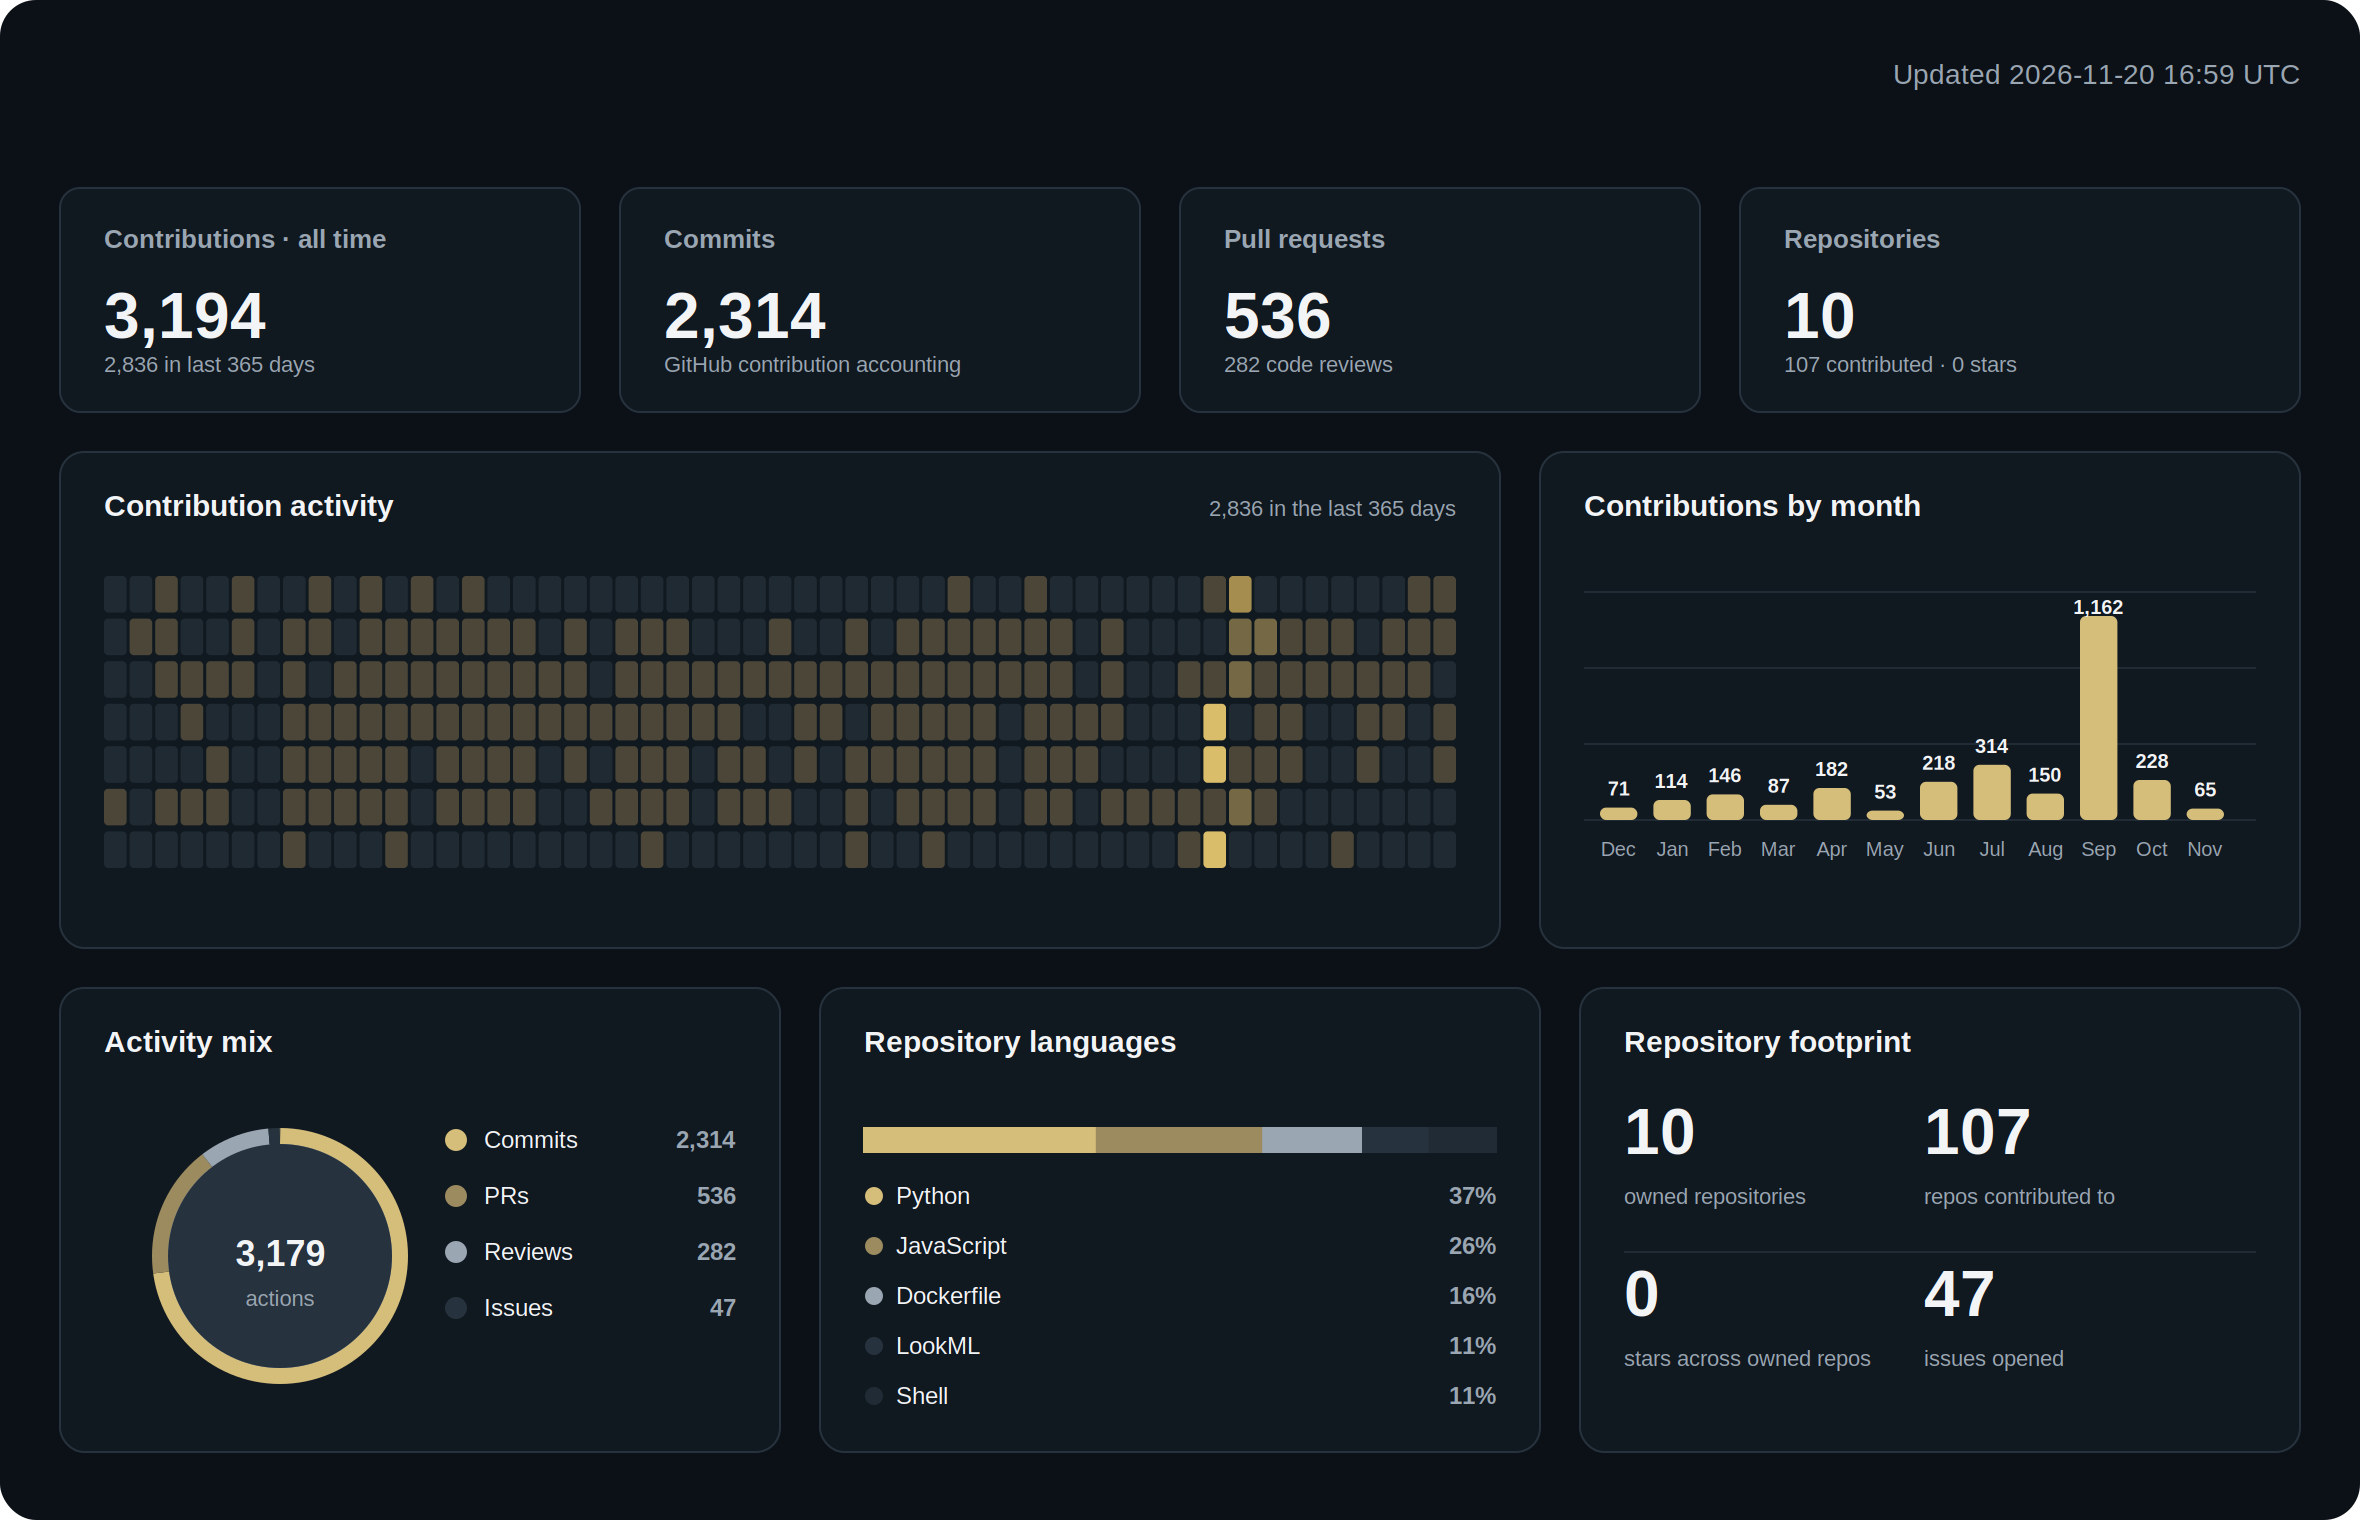 Updated 2026-11-20 16:59 UTC
Contributions · all time
3,194
2,836 in last 365 days
Commits
2,314
GitHub contribution accounting
Pull requests
536
282 code reviews
Repositories
10
107 contributed · 0 stars
Contribution activity
2,836 in the last 365 days
Contributions by month
71 114 146 87 182 53 218 314 150 1,162 228 65
Dec Jan Feb Mar Apr May Jun Jul Aug Sep Oct Nov
Activity mix
3,179
actions
Commits 2,314
PRs 536
Reviews 282
Issues 47
Repository languages
Python 37%
JavaScript 26%
Dockerfile 16%
LookML 11%
Shell 11%
Repository footprint
10
owned repositories
107
repos contributed to
0
stars across owned repos
47
issues opened